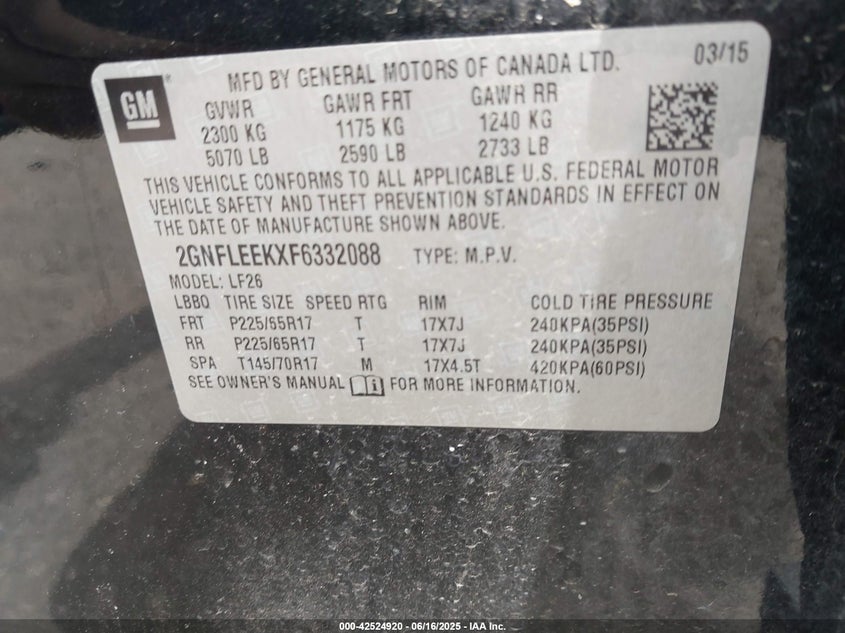 GM
MFD BY GENERAL MOTORS OF CANADA LTD. 03/15
GVWR GAWR FRT GAWR RR
2300 KG 1175 KG 1240 KG
5070 LB 2590 LB 2733 LB
THIS VEHICLE CONFORMS TO ALL APPLICABLE U.S. FEDERAL MOTOR
VEHICLE SAFETY AND THEFT PREVENTION STANDARDS IN EFFECT ON
THE DATE OF MANUFACTURE SHOWN ABOVE.
2GNFLEEKXF6332088 TYPE: M.P.V.
MODEL: LF26
LBBQ TIRE SIZE SPEED RTG RIM COLD TIRE PRESSURE
FRT P225/65R17 T 17X7J 240KPA(35PSI)
RR P225/65R17 T 17X7J 240KPA(35PSI)
SPA T145/70R17 M 17X4.5T 420KPA(60PSI)
SEE OWNER'S MANUAL FOR MORE INFORMATION.
000-42524920 - 06/16/2025 - IAA Inc.